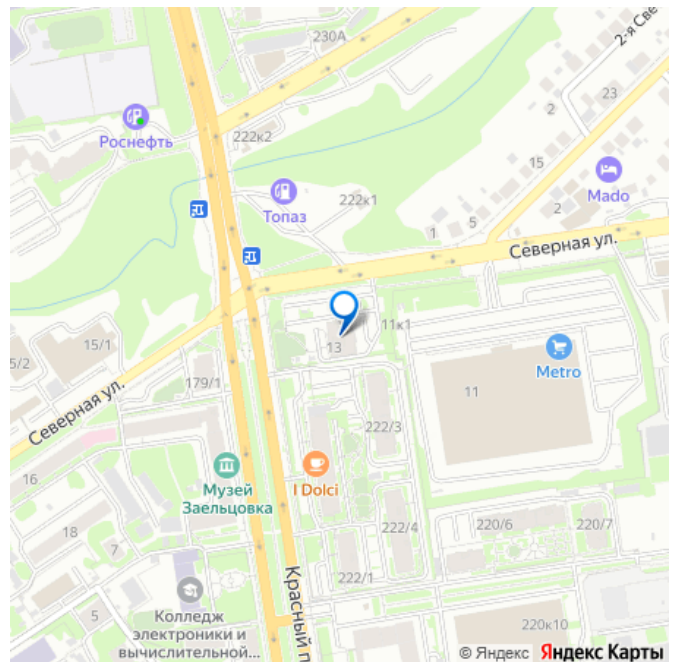 230А
2-я Све
23
2
Роснефть
222к2
15
Топаз
222к1
Mado
2
5
1
Северная ул.
11к1
13
15/1
5/2
Metro
179/1
11
Северная ул.
222/3
16
Музей
Заельцовка
I Dolci
18
7
222/4
220/6
220/7
222/1
Красный п
5
Колледж
электроники и
вычислительной...
220к10
© Яндекс Яндекс Карты